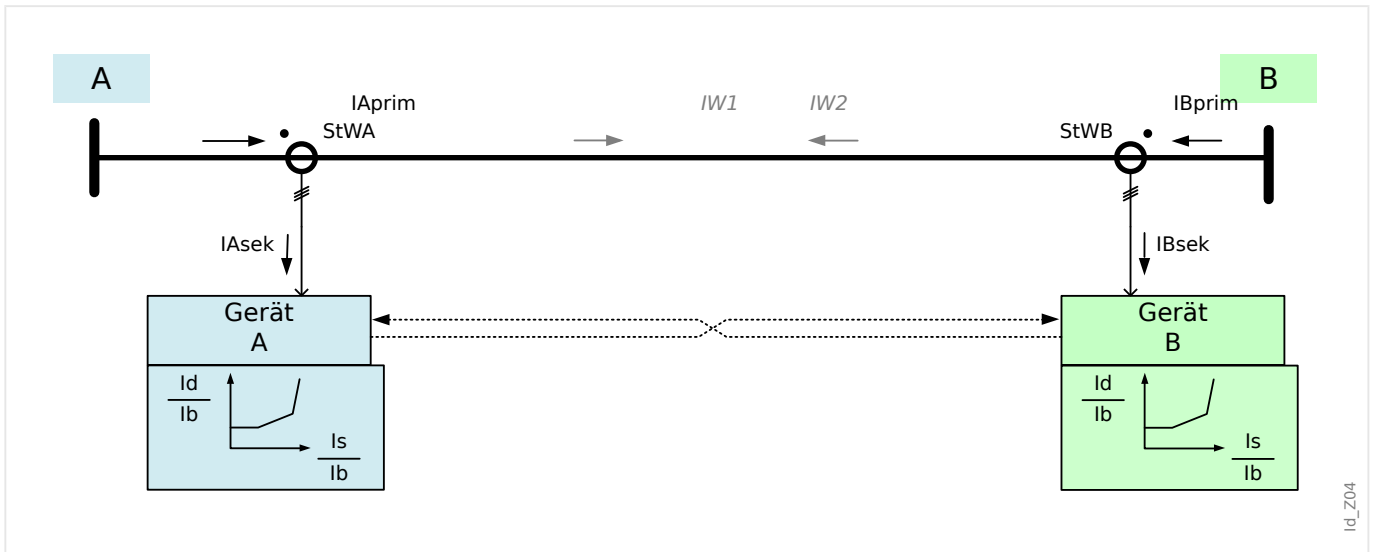 A
B
IAprim
IW1
IW2
IBprim
StWA
StWB
IAsek
IBsek
Gerät
A
Gerät
B
Id
Ib
Is
Ib
Id
Ib
Is
Ib
Id_Z04